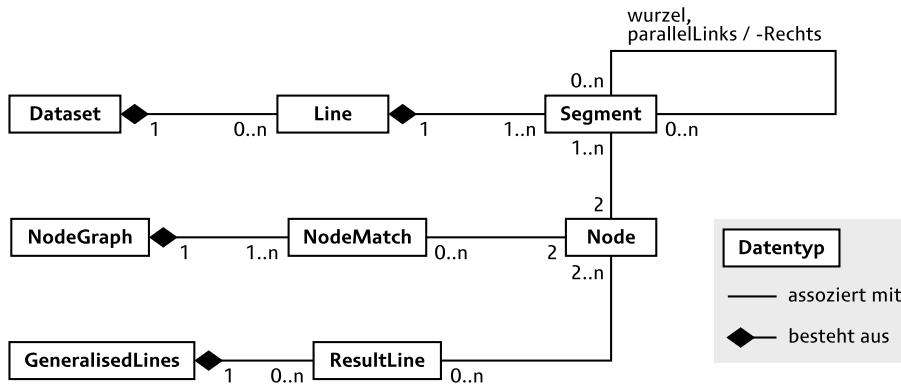 wurzel,
parallelLinks / -Rechts
0..n
Dataset
Line
Segment
1
0..n
1
1..n
0..n
1..n
2
NodeGraph
NodeMatch
Node
Datentyp
1
1..n
0..n
2
2..n
assoziert mit
besteht aus
GeneralisedLines
ResultLine
1
0..n
0..n